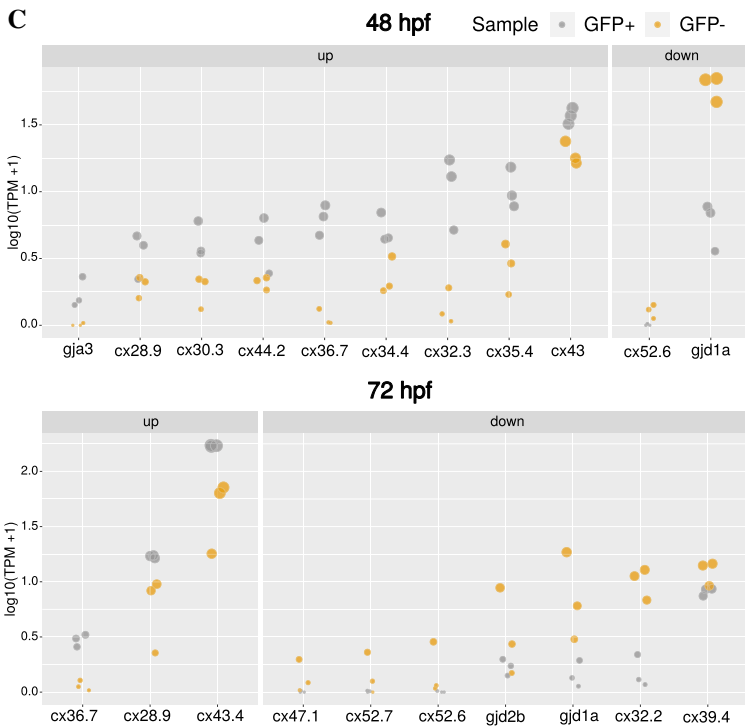 C
48 hpf Sample GFP+ GFP-
up down
log10(TPM +1)
1.5
1.0
0.5
0.0
gja3 cx28.9 cx30.3 cx44.2 cx36.7 cx34.4 cx32.3 cx35.4 cx43 cx52.6 gjd1a
72 hpf
up down
log10(TPM +1)
2.0
1.5
1.0
0.5
0.0
cx36.7 cx28.9 cx43.4 cx47.1 cx52.7 cx52.6 gjd2b gjd1a cx32.2 cx39.4